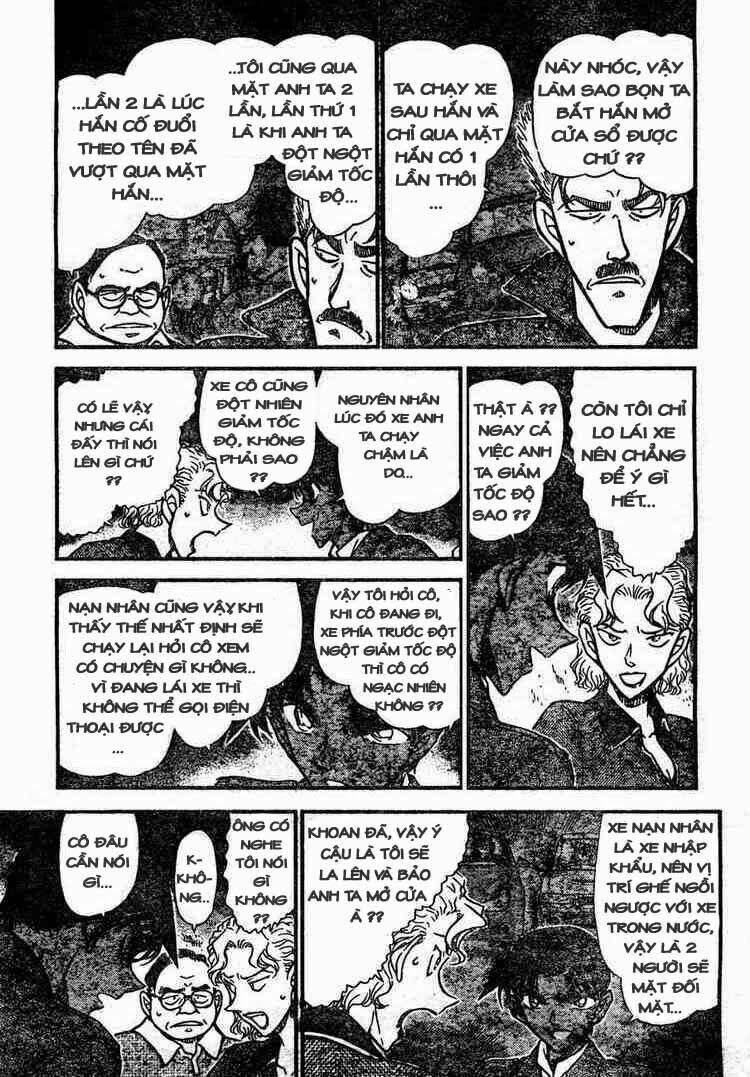 NÀY NHÓC, VẬY
LÀM SAO BỌN TA
BẮT HẮN MỞ
CỬA SỔ ĐƯỢC
CHỨ ??
TA CHẠY XE
SAU HẮN VÀ
CHỈ QUA MẶT
HẮN CÓ 1
LẦN THÔI
...
..TÔI CŨNG QUA
MẶT ANH TA 2
LẦN, LẦN THỨ 1
LÀ KHI ANH TA
ĐỘT NGỘT
GIẢM TỐC
ĐỘ...
...LẦN 2 LÀ LÚC
HẮN CỐ ĐUỔI
THEO TÊN ĐÃ
VƯỢT QUA MẶT
HẮN...
CÒN TÔI CHỈ
LO LÁI XE
NÊN CHẲNG
ĐỂ Ý GÌ
HẾT...
THẬT À ??
NGAY CẢ
VIỆC ANH
TA GIẢM
TỐC ĐỘ
SAO ??
NGUYÊN NHÂN
LÚC ĐÓ XE ANH
TA CHẠY
CHẬM LÀ
DO...
XE CÔ CŨNG
ĐỘT NHIÊN
GIẢM TỐC
ĐỘ, KHÔNG
PHẢI SAO
??
CÓ LẼ VẬY,
NHƯNG CÁI
ĐẤY THÌ NÓI
LÊN GÌ CHỨ
??
VẬY TÔI HỎI CÔ,
KHI CÔ ĐANG ĐI,
XE PHÍA TRƯỚC ĐỘT
NGỘT GIẢM TỐC ĐỘ
THÌ CÔ CÓ
NGẠC NHIÊN
KHÔNG ??
NẠN NHÂN CŨNG VẬY, KHI
THẤY THẾ NHẤT ĐỊNH SẼ
CHẠY LẠI HỎI CÔ XEM
CÓ CHUYỆN GÌ KHÔNG..
VÌ ĐANG LÁI XE THÌ
KHÔNG THỂ GỌI ĐIỆN
THOẠI ĐƯỢC
...
XE NẠN NHÂN
LÀ XE NHẬP
KHẨU, NÊN VỊ
TRÍ GHẾ NGỒI
NGƯỢC VỚI XE
TRONG NƯỚC,
VẬY LÀ 2
NGƯỜI SẼ
MẶT ĐỐI
MẶT...
KHOAN ĐÃ, VẬY Ý
CẬU LÀ TÔI SẼ
LA LÊN VÀ BẢO
ANH TA MỞ CỬA
À ??
ÔNG CÓ
NGHE
TÔI NÓI
GÌ
KHÔNG
??
K-
KHÔ-
NG..
CÔ ĐÂU
CẦN NÓI
GÌ...